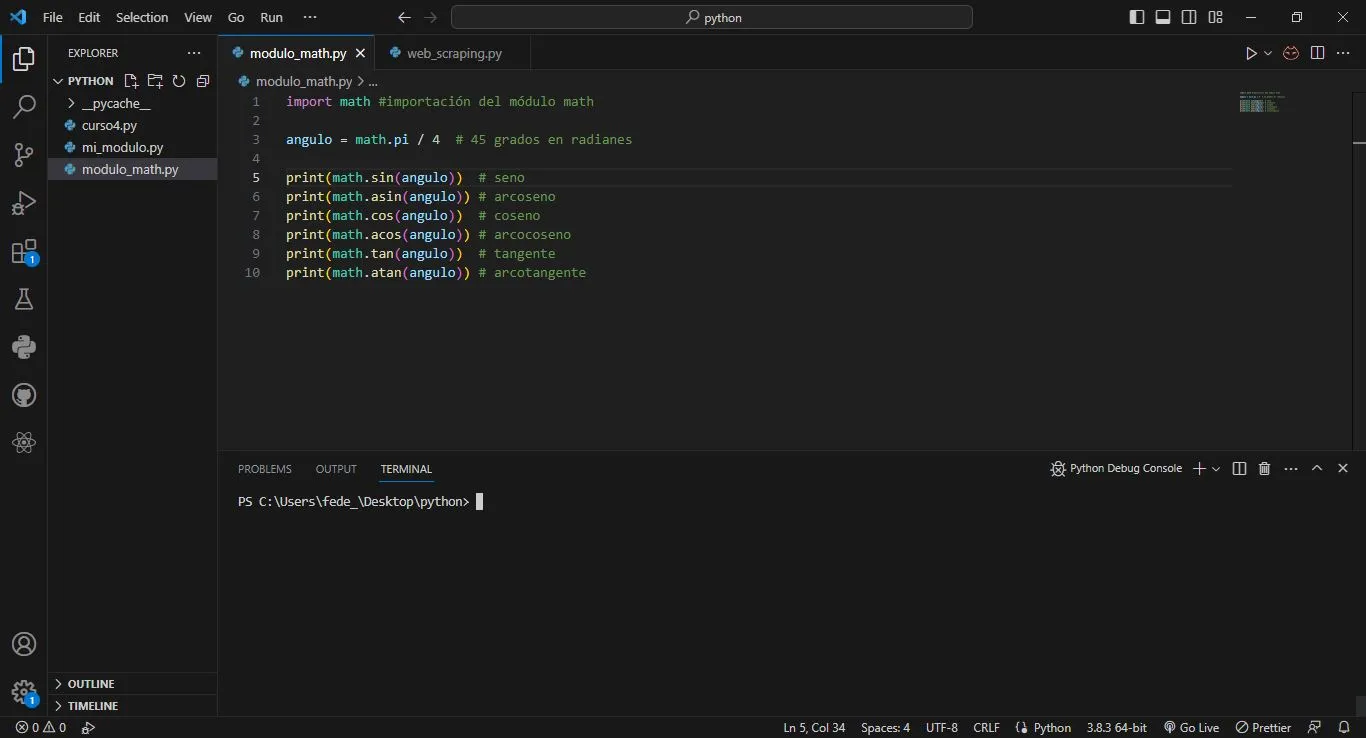 File Edit Selection View Go Run ··· python
EXPLORER ···
PYTHON
__pycache__
curso4.py
mi_modulo.py
modulo_math.py
OUTLINE
TIMELINE
modulo_math.py web_scraping.py
modulo_math.py > ...
1 import math #importación del módulo math
2
3 angulo = math.pi / 4  # 45 grados en radianes
4
5 print(math.sin(angulo))  # seno
6 print(math.asin(angulo)) # arcoseno
7 print(math.cos(angulo))  # coseno
8 print(math.acos(angulo)) # arcocoseno
9 print(math.tan(angulo))  # tangente
10 print(math.atan(angulo)) # arcotangente
PROBLEMS OUTPUT TERMINAL Python Debug Console
PS C:\Users\fede_\Desktop\python>
1
1
0 0 Ln 5, Col 34 Spaces: 4 UTF-8 CRLF Python 3.8.3 64-bit Go Live Prettier